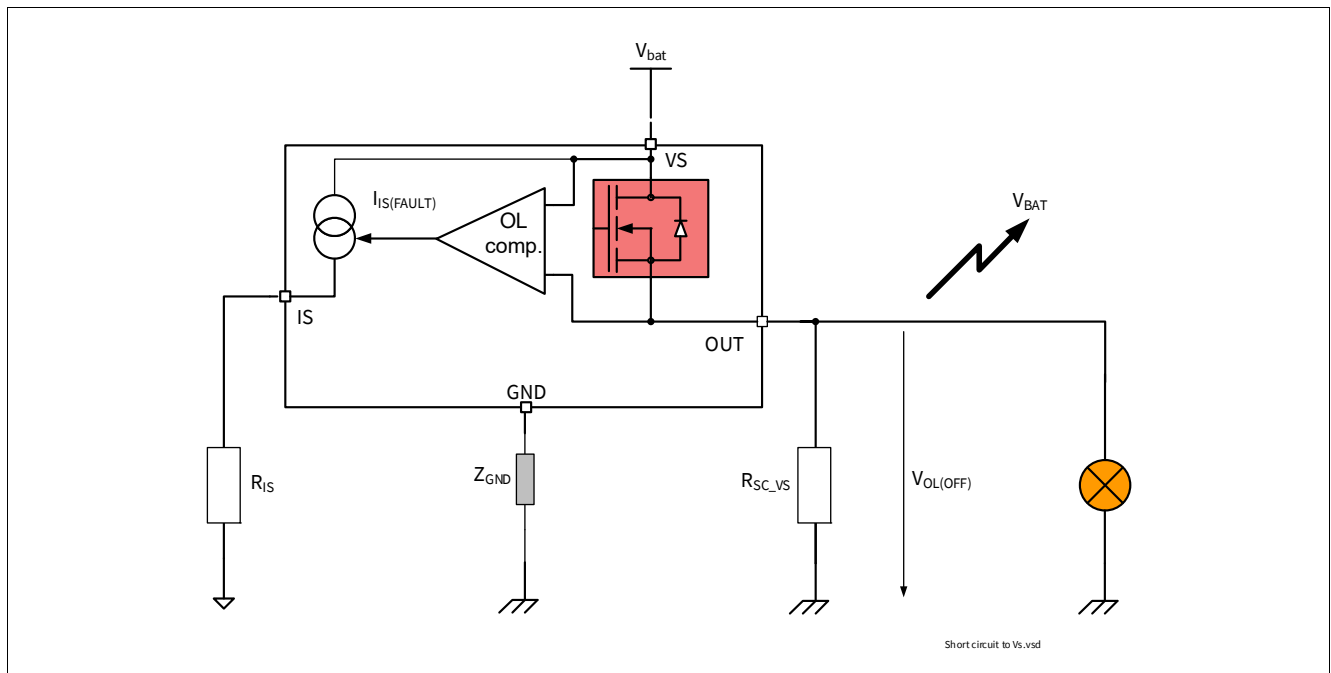 Vbat
VS
IIS(FAULT)
OL
comp.
VBAT
IS
OUT
GND
RIS
ZGND
RSC_VS
VOL(OFF)
Short circuit to Vs.vsd